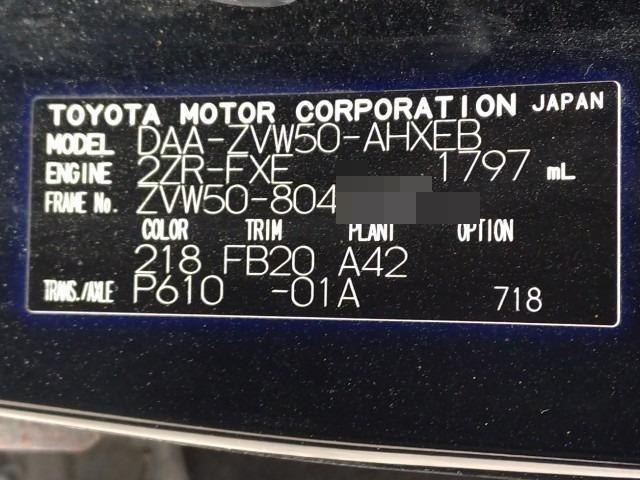 TOYOTA MOTOR CORPORATION JAPAN
MODEL DAA-ZVW50-AHXEB
ENGINE 2ZR-FXE 1797 mL
FRAME No. ZVW50-804
COLOR TRIM PLANT OPTION
218 FB20 A42
TRANS./AXLE P610 -01A 718